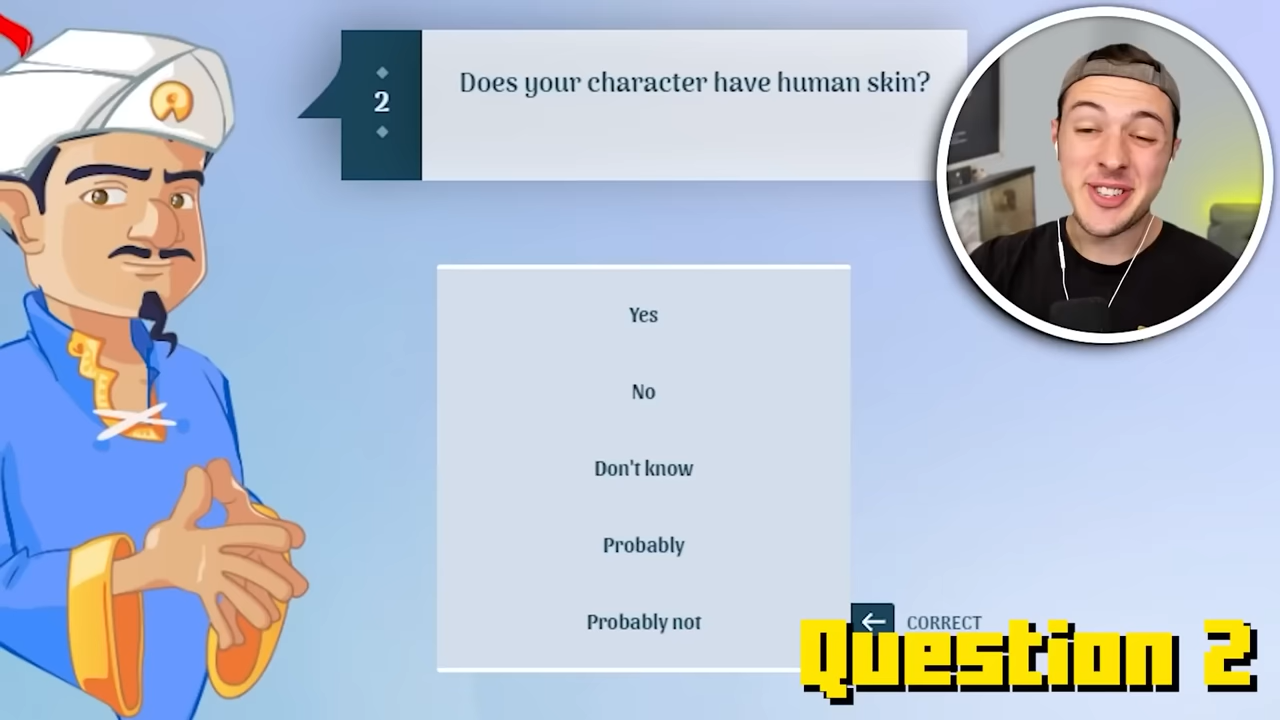 2
Does your character have human skin?
Yes
No
Don't know
Probably
Probably not
CORRECT
Question 2